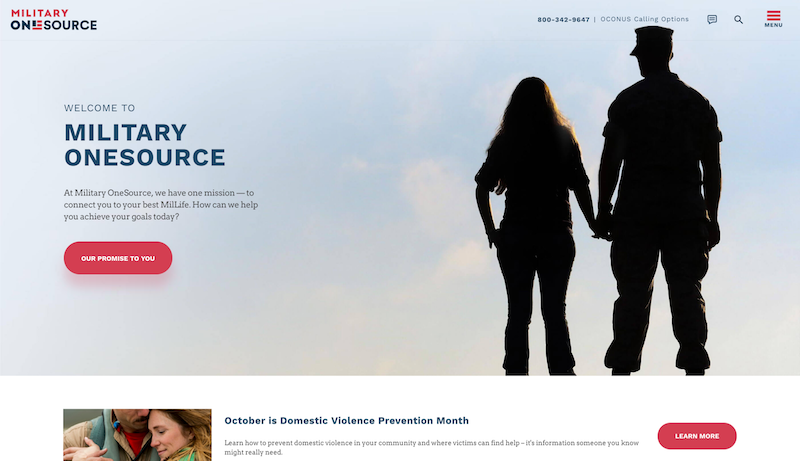 MILITARY
ONESOURCE
800-342-9647 | OCONUS Calling Options
MENU
WELCOME TO
MILITARY
ONESOURCE
At Military OneSource, we have one mission — to
connect you to your best MilLife. How can we help
you achieve your goals today?
OUR PROMISE TO YOU
October is Domestic Violence Prevention Month
Learn how to prevent domestic violence in your community and where victims can find help – it's information someone you know
might really need.
LEARN MORE